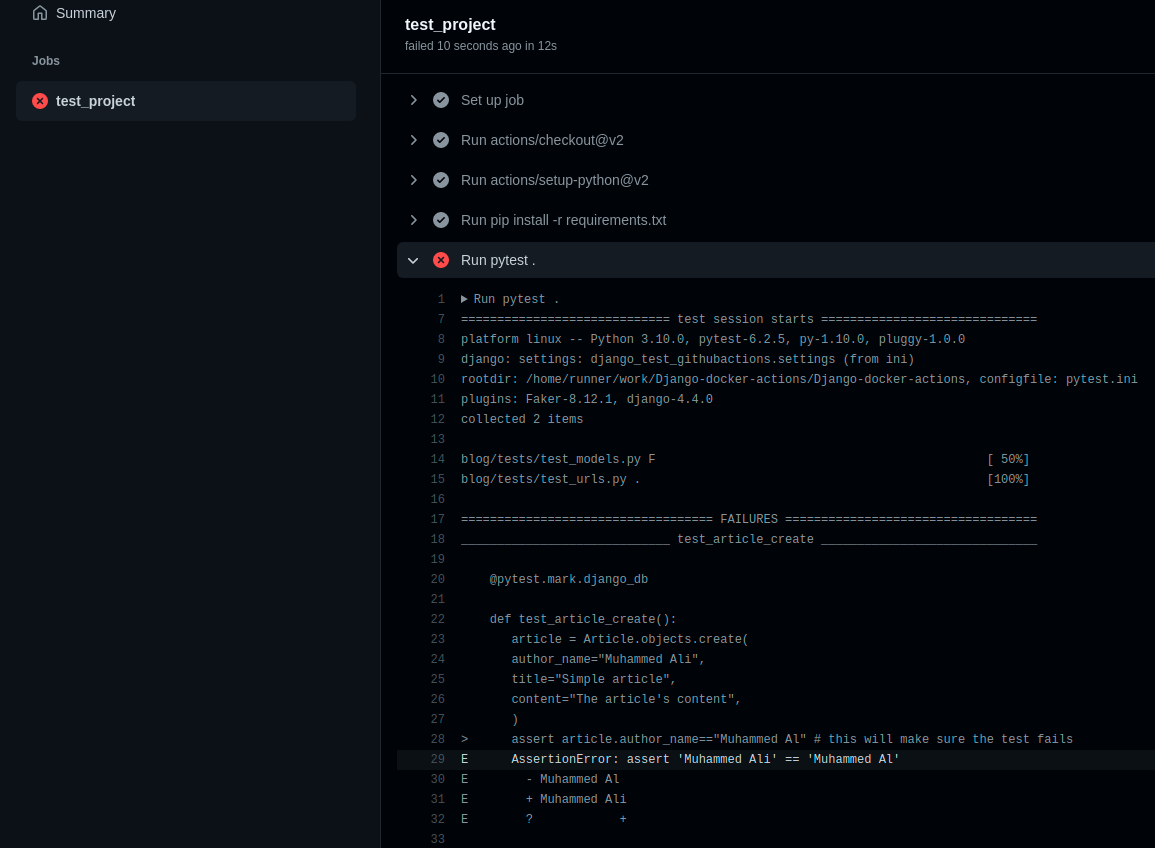 Summary
Jobs
test_project
test_project
failed 10 seconds ago in 12s
Set up job
Run actions/checkout@v2
Run actions/setup-python@v2
Run pip install -r requirements.txt
Run pytest .
1 Run pytest .
7 ============================= test session starts ==============================
8 platform linux -- Python 3.10.0, pytest-6.2.5, py-1.10.0, pluggy-1.0.0
9 django: settings: django_test_githubactions.settings (from ini)
10 rootdir: /home/runner/work/Django-docker-actions/Django-docker-actions, configfile: pytest.ini
11 plugins: Faker-8.12.1, django-4.4.0
12 collected 2 items
13
14 blog/tests/test_models.py F                                              [ 50%]
15 blog/tests/test_urls.py .                                                [100%]
16
17 =================================== FAILURES ===================================
18 _____________________________ test_article_create ______________________________
19
20     @pytest.mark.django_db
21
22     def test_article_create():
23        article = Article.objects.create(
24        author_name="Muhammed Ali",
25        title="Simple article",
26        content="The article's content",
27        )
28 >      assert article.author_name=="Muhammed Al" # this will make sure the test fails
29 E      AssertionError: assert 'Muhammed Ali' == 'Muhammed Al'
30 E        - Muhammed Al
31 E        + Muhammed Ali
32 E        ?            +
33